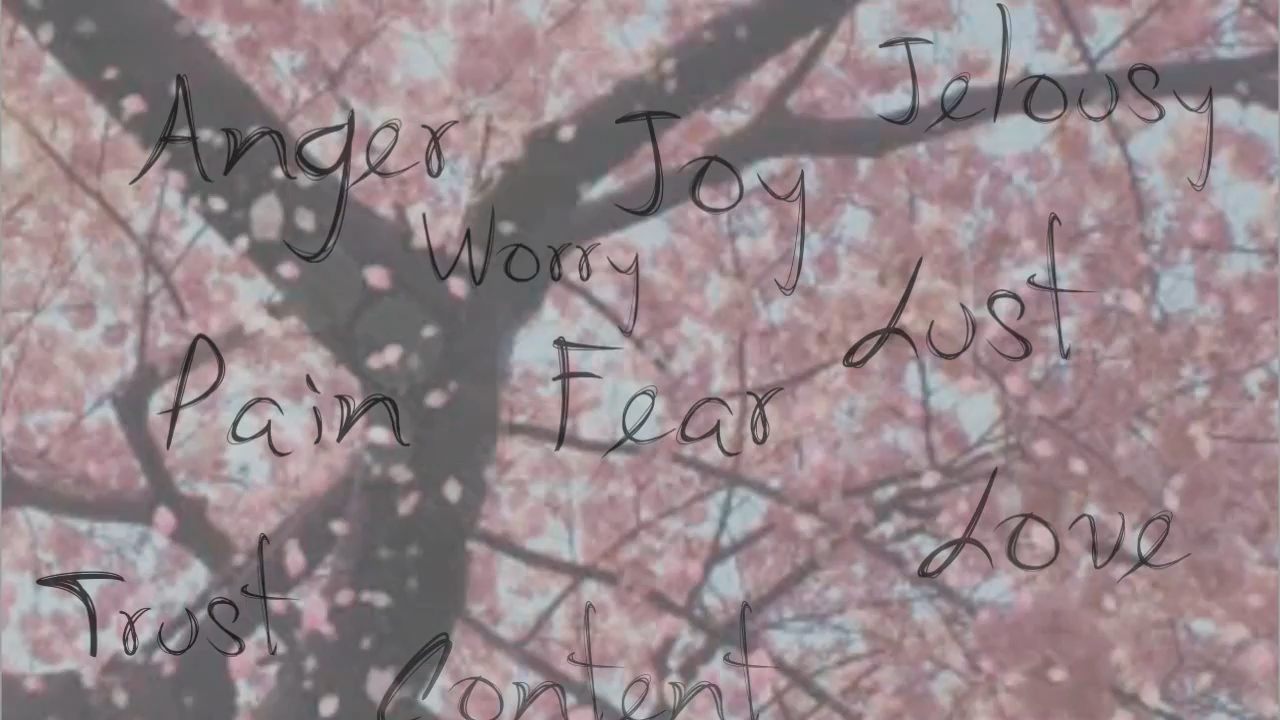 Jelousy
Anger
Joy
Worry
Lust
Pain
Fear
Love
Trust
Content